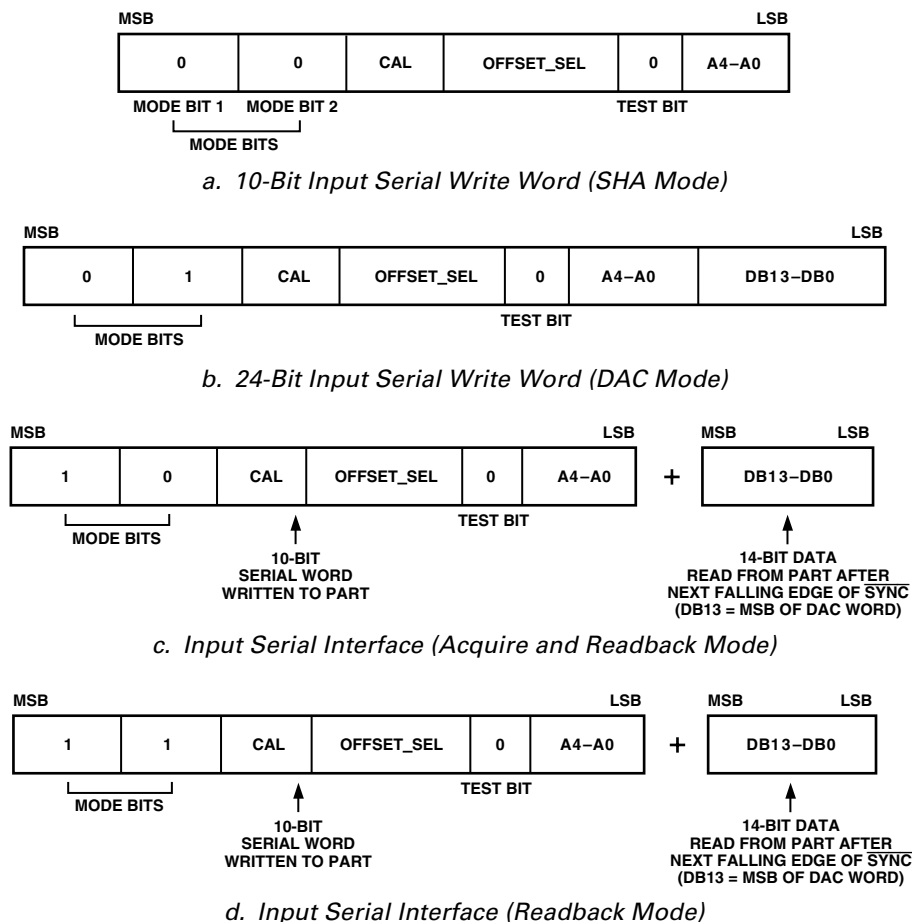 MSB LSB
0 0 CAL OFFSET_SEL 0 A4–A0
MODE BIT 1 MODE BIT 2 TEST BIT
MODE BITS
a. 10-Bit Input Serial Write Word (SHA Mode)
MSB LSB
0 1 CAL OFFSET_SEL 0 A4–A0 DB13–DB0
MODE BITS TEST BIT
b. 24-Bit Input Serial Write Word (DAC Mode)
MSB LSB MSB LSB
1 0 CAL OFFSET_SEL 0 A4–A0 + DB13–DB0
MODE BITS TEST BIT
10-BIT
SERIAL WORD
WRITTEN TO PART
14-BIT DATA
READ FROM PART AFTER
NEXT FALLING EDGE OF SYNC
(DB13 = MSB OF DAC WORD)
c. Input Serial Interface (Acquire and Readback Mode)
MSB LSB MSB LSB
1 1 CAL OFFSET_SEL 0 A4–A0 + DB13–DB0
MODE BITS TEST BIT
10-BIT
SERIAL WORD
WRITTEN TO PART
14-BIT DATA
READ FROM PART AFTER
NEXT FALLING EDGE OF SYNC
(DB13 = MSB OF DAC WORD)
d. Input Serial Interface (Readback Mode)